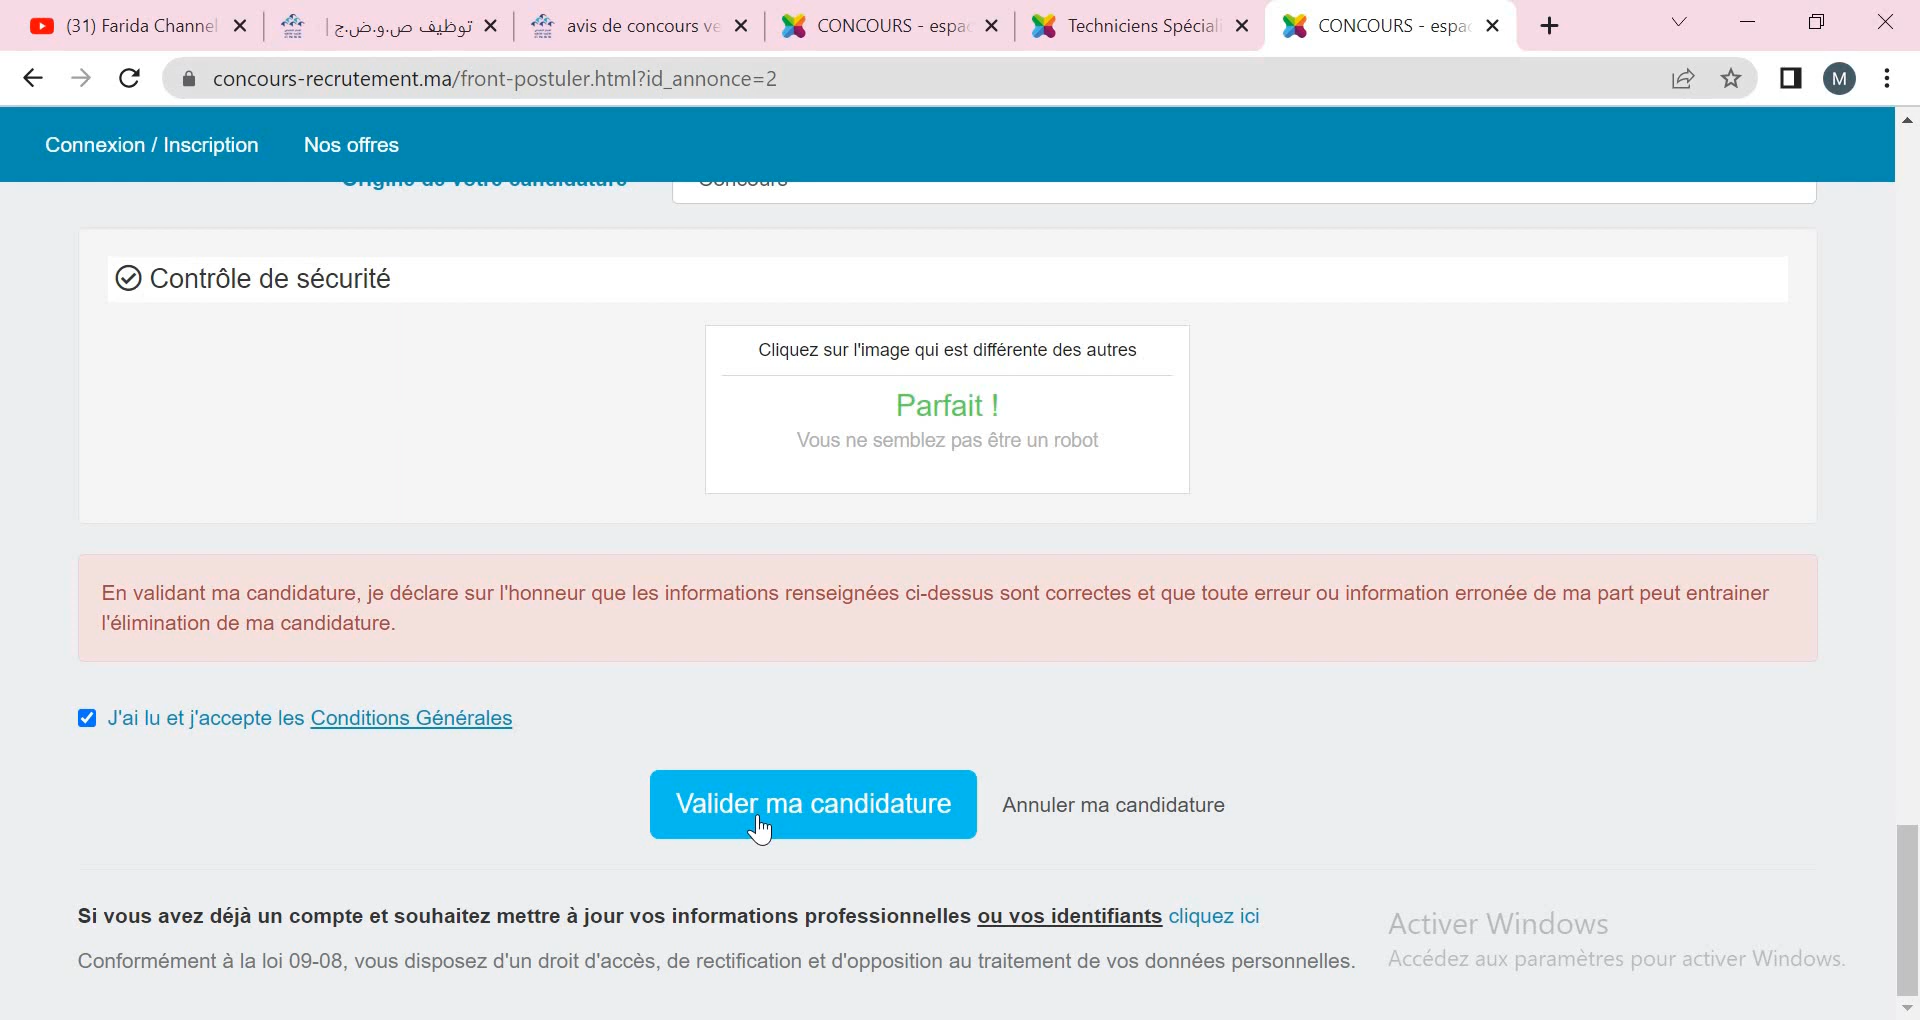 (31) Farida Channel
توظيف ص.و.ض.ج |
avis de concours ve
CONCOURS - espac
Techniciens Spéciali
CONCOURS - espac
concours-recrutement.ma/front-postuler.html?id_annonce=2
M
Connexion / Inscription
Nos offres
Origine de votre candidature
Concours
Contrôle de sécurité
Cliquez sur l'image qui est différente des autres
Parfait !
Vous ne semblez pas être un robot
En validant ma candidature, je déclare sur l'honneur que les informations renseignées ci-dessus sont correctes et que toute erreur ou information erronée de ma part peut entrainer
l'élimination de ma candidature.
J'ai lu et j'accepte les Conditions Générales
Valider ma candidature
Annuler ma candidature
Si vous avez déjà un compte et souhaitez mettre à jour vos informations professionnelles ou vos identifiants cliquez ici
Activer Windows
Conformément à la loi 09-08, vous disposez d'un droit d'accès, de rectification et d'opposition au traitement de vos données personnelles.
Accédez aux paramètres pour activer Windows.